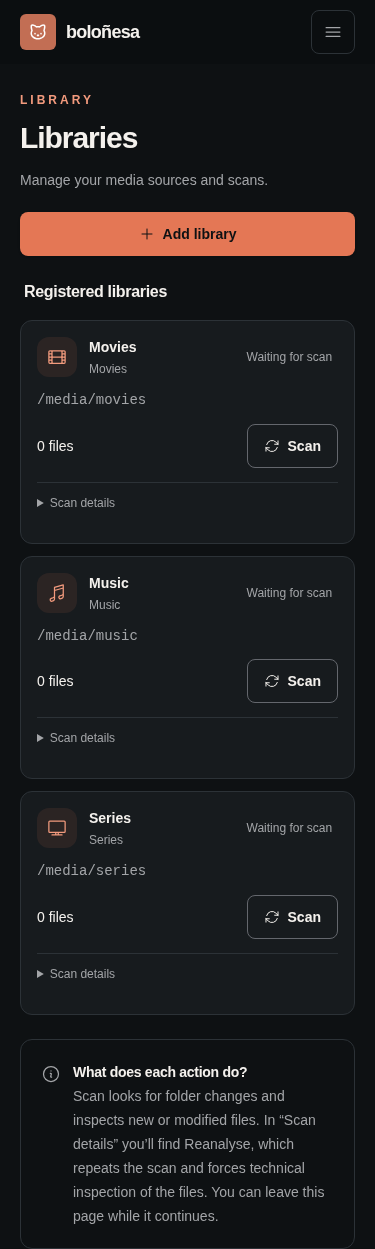 boloñesa
LIBRARY
Libraries
Manage your media sources and scans.
Add library
Registered libraries
Movies
Waiting for scan
Movies
/media/movies
0 files
Scan
Scan details
Music
Waiting for scan
Music
/media/music
0 files
Scan
Scan details
Series
Waiting for scan
Series
/media/series
0 files
Scan
Scan details
What does each action do?
Scan looks for folder changes and
inspects new or modified files. In “Scan
details” you’ll find Reanalyse, which
repeats the scan and forces technical
inspection of the files. You can leave this
page while it continues.